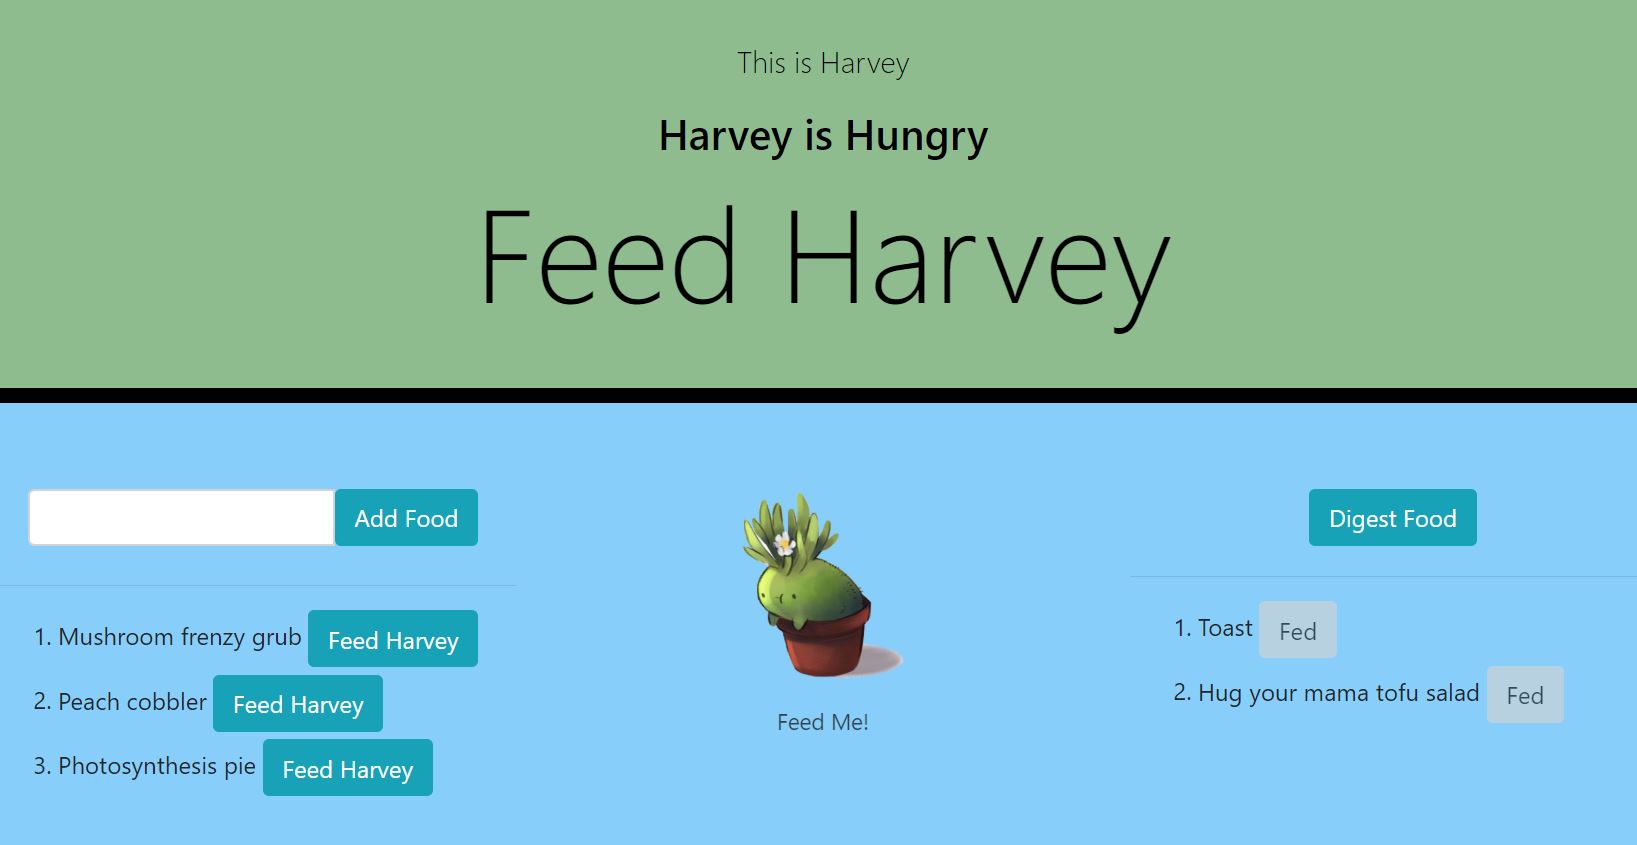 This is Harvey
Harvey is Hungry
Feed Harvey
Add Food
1. Mushroom frenzy grub Feed Harvey
2. Peach cobbler Feed Harvey
3. Photosynthesis pie Feed Harvey
Feed Me!
Digest Food
1. Toast Fed
2. Hug your mama tofu salad Fed